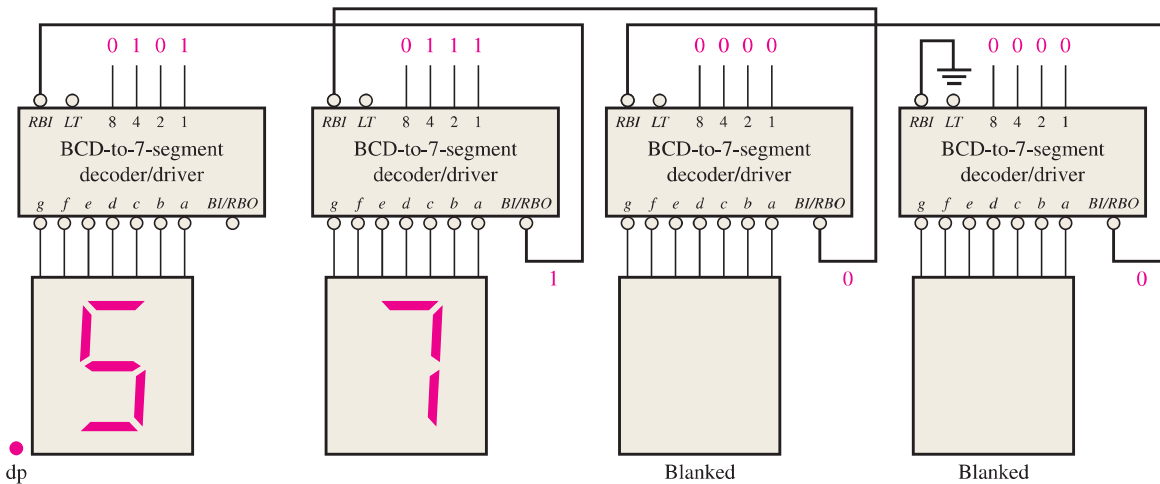 0 1 0 1 0 1 1 1 0 0 0 0 0 0 0 0
RBI LT 8 4 2 1 RBI LT 8 4 2 1 RBI LT 8 4 2 1 RBI LT 8 4 2 1
BCD-to-7-segment BCD-to-7-segment BCD-to-7-segment BCD-to-7-segment
decoder/driver decoder/driver decoder/driver decoder/driver
g f e d c b a BI/RBO g f e d c b a BI/RBO g f e d c b a BI/RBO g f e d c b a BI/RBO
1 0 0
5 7
dp Blanked Blanked